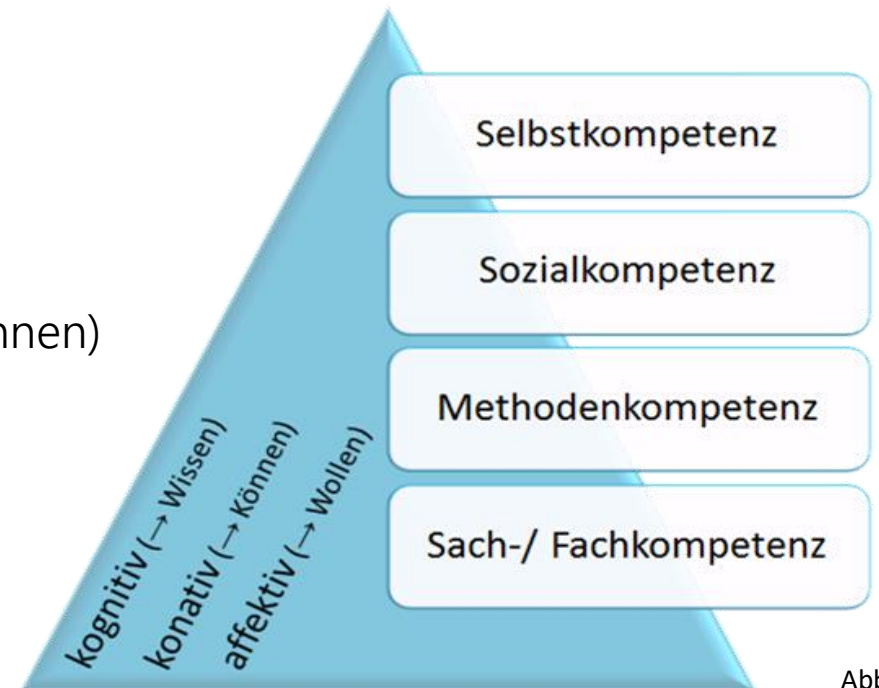 Selbstkompetenz
Sozialkompetenz
nnen)
Methodenkompetenz
Sach-/ Fachkompetenz
kognitiv (→ Wissen)
konativ (→ Können)
affektiv (→ Wollen)
Abb